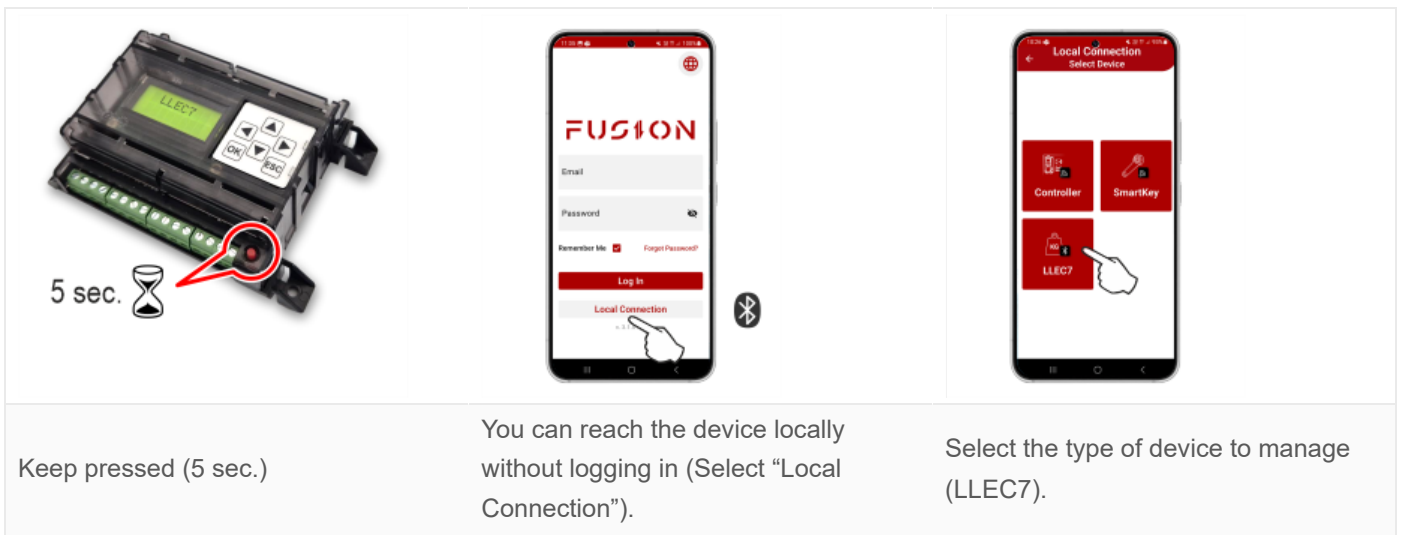 LLEC7
OK
ESC
5 sec.
FUSION
Email
Password
Remember Me
Forgot Password?
Log In
Local Connection
Local Connection
Select Device
Controller
SmartKey
KG
LLEC7
Keep pressed (5 sec.)
You can reach the device locally
without logging in (Select “Local
Connection”).
Select the type of device to manage
(LLEC7).